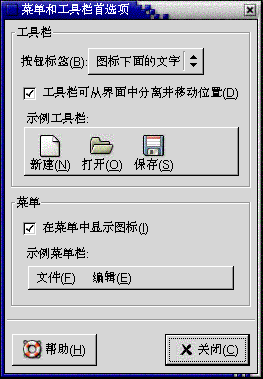 菜单和工具栏首选项
工具栏
按钮标签(B): 图标下面的文字
工具栏可从界面中分离并移动位置(D)
示例工具栏:
新建(N) 打开(O) 保存(S)
菜单
在菜单中显示图标(I)
示例菜单栏:
文件(F) 编辑(E)
帮助(H) 关闭(C)